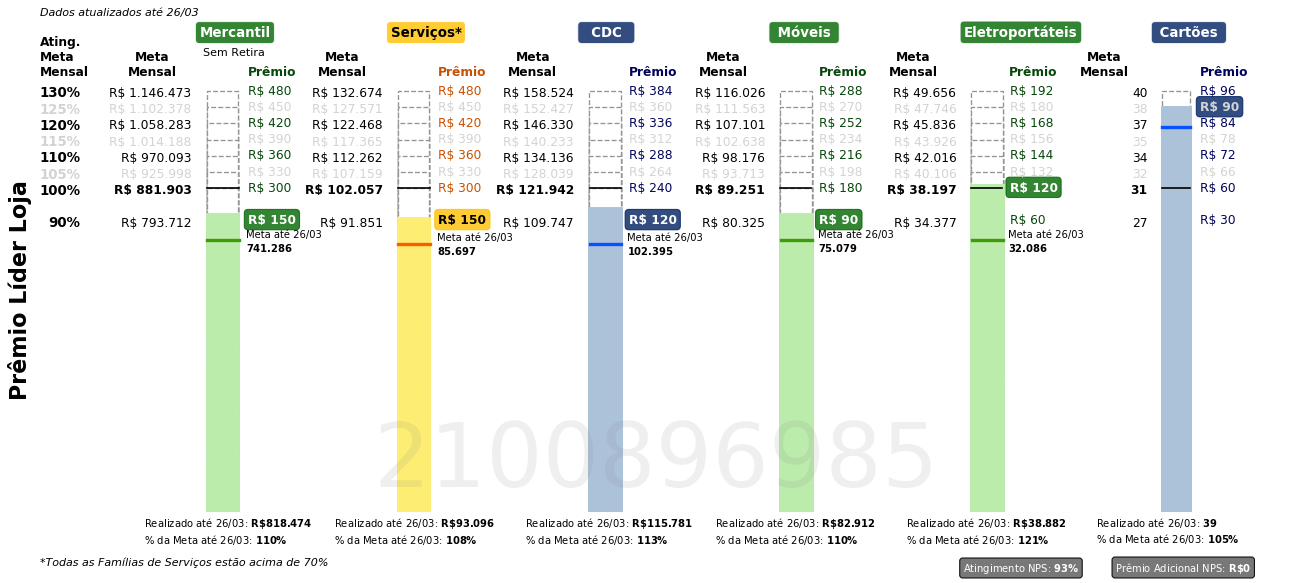 Dados atualizados até 26/03
Mercantil Serviços* CDC Móveis Eletroportáteis Cartões
Sem Retira
Ating. Meta Mensal
Meta Mensal Prêmio Meta Mensal Prêmio Meta Mensal Prêmio Meta Mensal Prêmio Meta Mensal Prêmio Meta Mensal Prêmio
130% R$ 1.146.473 R$ 480 R$ 132.674 R$ 480 R$ 158.524 R$ 384 R$ 116.026 R$ 288 R$ 49.656 R$ 192 40 R$ 96
125% R$ 1.102.378 R$ 450 R$ 127.571 R$ 450 R$ 152.427 R$ 360 R$ 111.563 R$ 270 R$ 47.746 R$ 180 38 R$ 90
120% R$ 1.058.283 R$ 420 R$ 122.468 R$ 420 R$ 146.330 R$ 336 R$ 107.101 R$ 252 R$ 45.836 R$ 168 37 R$ 84
115% R$ 1.014.188 R$ 390 R$ 117.365 R$ 390 R$ 140.233 R$ 312 R$ 102.638 R$ 234 R$ 43.926 R$ 156 35 R$ 78
110% R$ 970.093 R$ 360 R$ 112.262 R$ 360 R$ 134.136 R$ 288 R$ 98.176 R$ 216 R$ 42.016 R$ 144 34 R$ 72
105% R$ 925.998 R$ 330 R$ 107.159 R$ 330 R$ 128.039 R$ 264 R$ 93.713 R$ 198 R$ 40.106 R$ 132 32 R$ 66
100% R$ 881.903 R$ 300 R$ 102.057 R$ 300 R$ 121.942 R$ 240 R$ 89.251 R$ 180 R$ 38.197 R$ 120 31 R$ 60
90% R$ 793.712 R$ 150 R$ 91.851 R$ 150 R$ 109.747 R$ 120 R$ 80.325 R$ 90 R$ 34.377 R$ 60 27 R$ 30
Meta até 26/03 Meta até 26/03 Meta até 26/03 Meta até 26/03 Meta até 26/03
741.286 85.697 102.395 75.079 32.086
Prêmio Líder Loja
2100896985
Realizado até 26/03: R$818.474 Realizado até 26/03: R$93.096 Realizado até 26/03: R$115.781 Realizado até 26/03: R$82.912 Realizado até 26/03: R$38.882 Realizado até 26/03: 39
% da Meta até 26/03: 110% % da Meta até 26/03: 108% % da Meta até 26/03: 113% % da Meta até 26/03: 110% % da Meta até 26/03: 121% % da Meta até 26/03: 105%
*Todas as Famílias de Serviços estão acima de 70%
Atingimento NPS: 93% Prêmio Adicional NPS: R$0